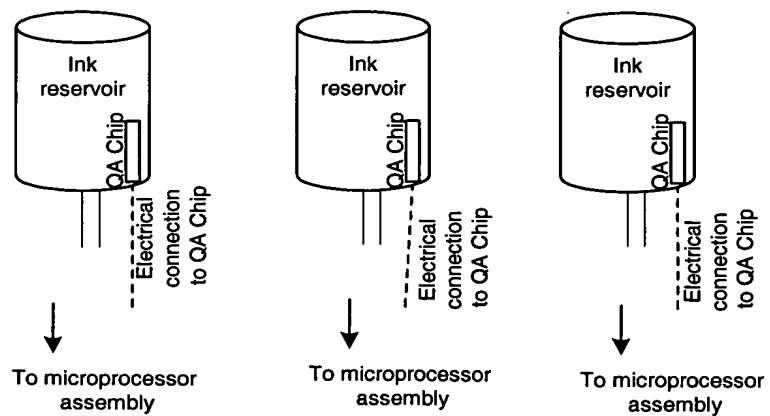 Ink
reservoir
QA Chip
Electrical
connection
to QA Chip
To microprocessor
assembly
Ink
reservoir
QA Chip
Electrical
connection
to QA Chip
To microprocessor
assembly
Ink
reservoir
QA Chip
Electrical
connection
to QA Chip
To microprocessor
assembly